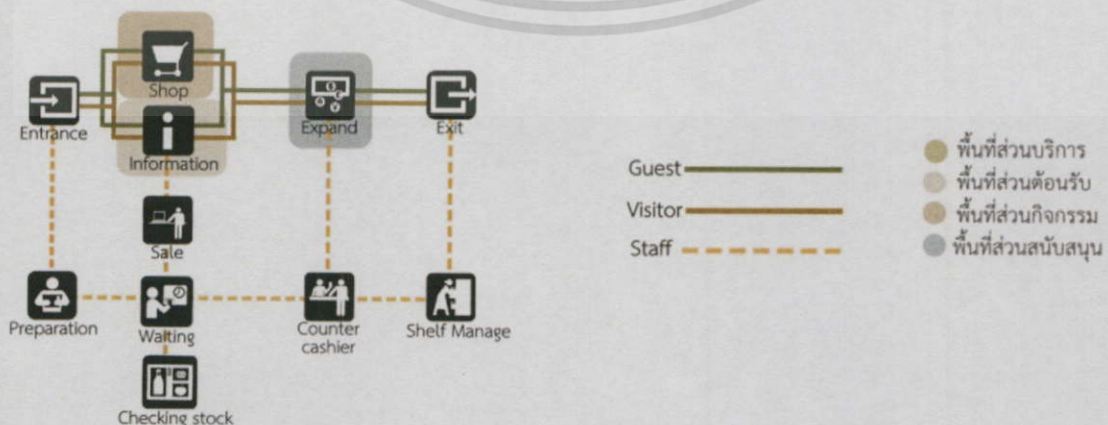 Shop
Entrance
Information
Expand
Exit
Sale
Preparation
Waiting
Counter
cashier
Shelf Manage
Checking stock
Guest
Visitor
Staff
พื้นที่ส่วนบริการ
พื้นที่ส่วนต้อนรับ
พื้นที่ส่วนกิจกรรม
พื้นที่ส่วนสนับสนุน